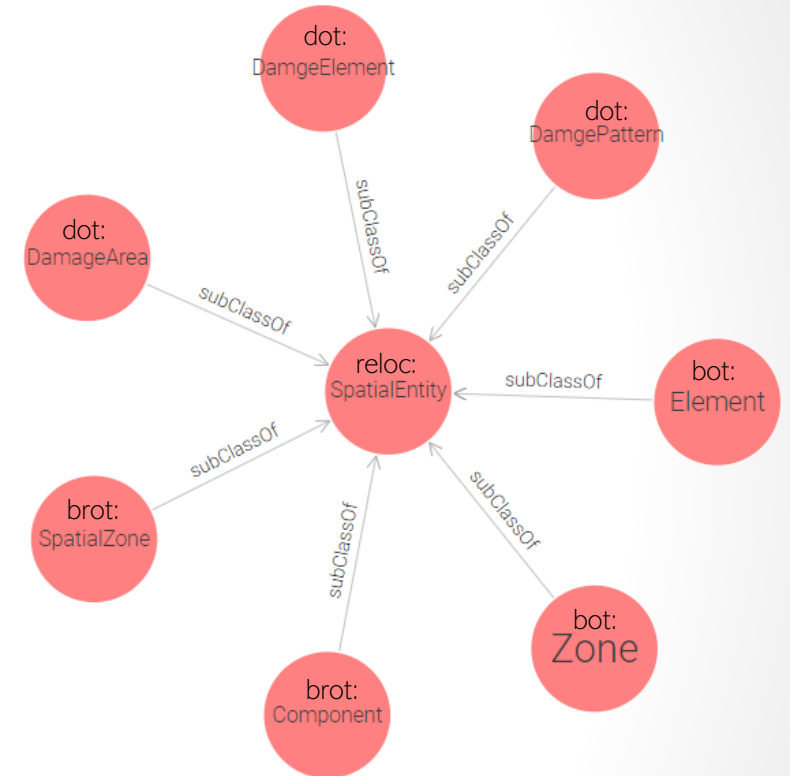 dot:
DamgeElement
dot:
DamgePattern
subClassOf
subClassOf
dot:
DamageArea
subClassOf
reloc:
SpatialEntity
subClassOf
bot:
Element
subClassOf
brot:
SpatialZone
subClassOf
subClassOf
bot:
Zone
brot:
Component